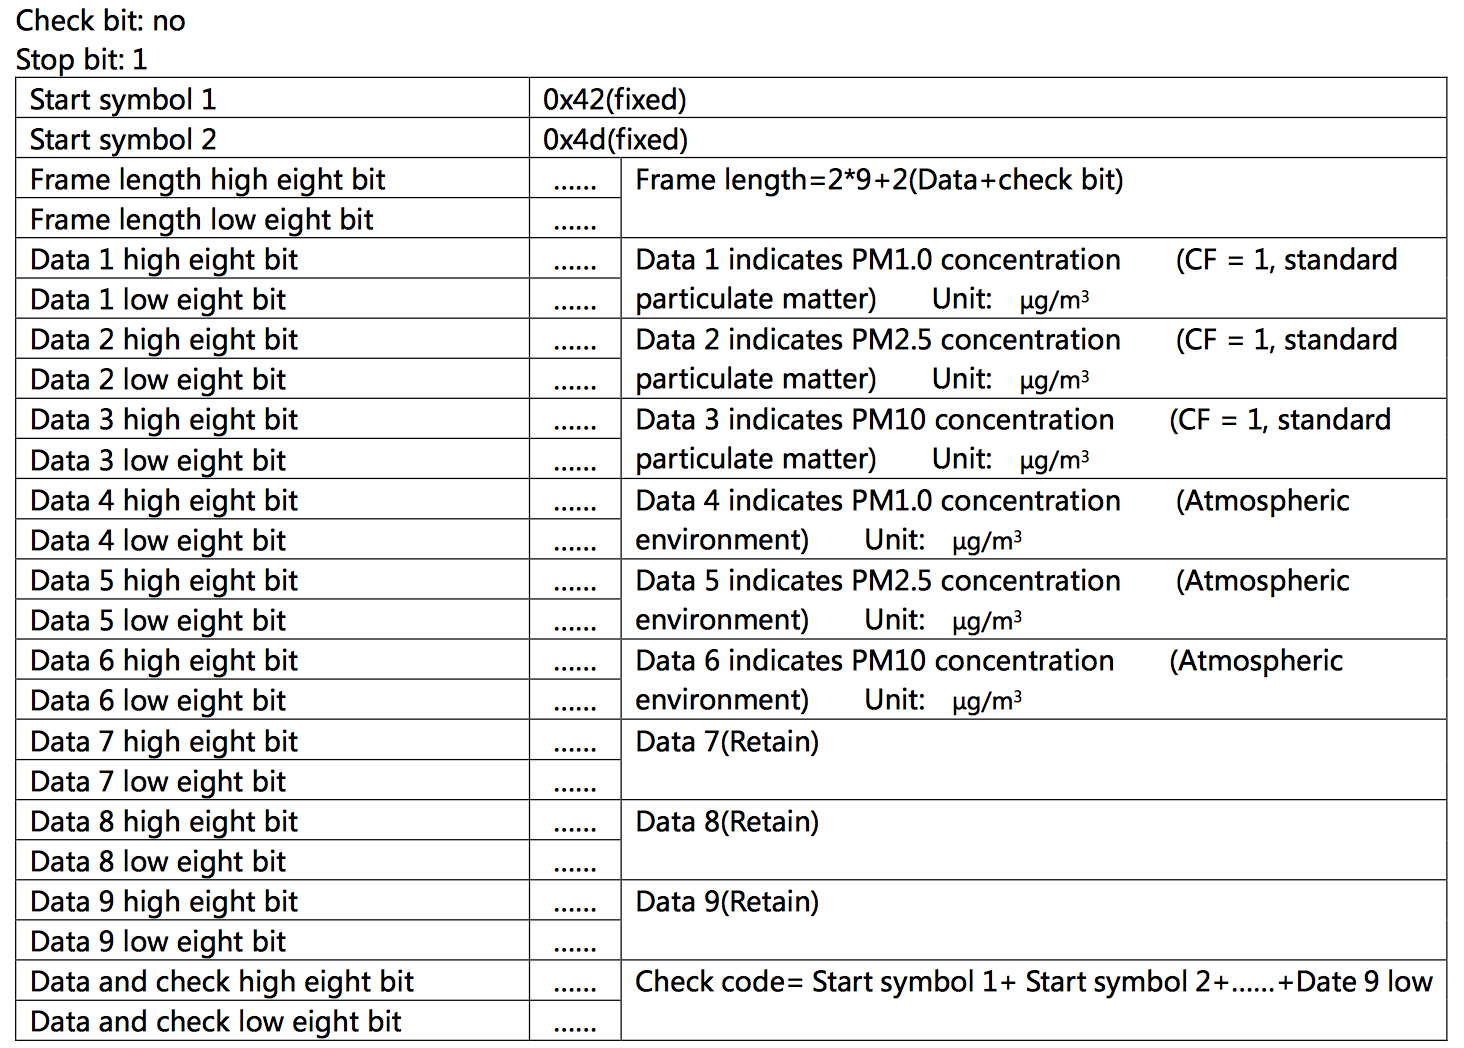 Check bit: no
Stop bit: 1
Start symbol 1 0x42(fixed)
Start symbol 2 0x4d(fixed)
Frame length high eight bit ...... Frame length=2*9+2(Data+check bit)
Frame length low eight bit ......
Data 1 high eight bit ...... Data 1 indicates PM1.0 concentration (CF = 1, standard
Data 1 low eight bit ...... particulate matter) Unit: μg/m³
Data 2 high eight bit ...... Data 2 indicates PM2.5 concentration (CF = 1, standard
Data 2 low eight bit ...... particulate matter) Unit: μg/m³
Data 3 high eight bit ...... Data 3 indicates PM10 concentration (CF = 1, standard
Data 3 low eight bit ...... particulate matter) Unit: μg/m³
Data 4 high eight bit ...... Data 4 indicates PM1.0 concentration (Atmospheric
Data 4 low eight bit ...... environment) Unit: μg/m³
Data 5 high eight bit ...... Data 5 indicates PM2.5 concentration (Atmospheric
Data 5 low eight bit ...... environment) Unit: μg/m³
Data 6 high eight bit ...... Data 6 indicates PM10 concentration (Atmospheric
Data 6 low eight bit ...... environment) Unit: μg/m³
Data 7 high eight bit ...... Data 7(Retain)
Data 7 low eight bit ......
Data 8 high eight bit ...... Data 8(Retain)
Data 8 low eight bit ......
Data 9 high eight bit ...... Data 9(Retain)
Data 9 low eight bit ......
Data and check high eight bit ...... Check code= Start symbol 1+ Start symbol 2+......+Date 9 low
Data and check low eight bit ......